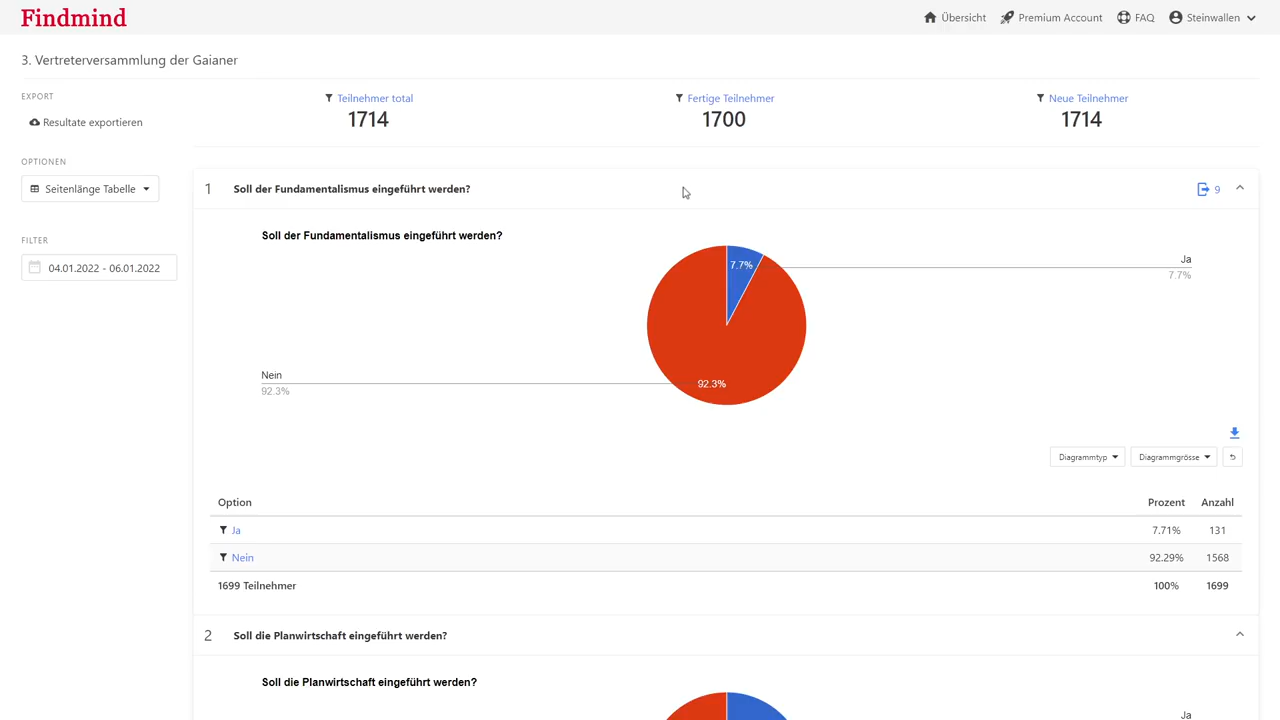 Findmind
Übersicht
Premium Account
FAQ
Steinwallen
3. Vertreterversammlung der Gaianer
EXPORT
Resultate exportieren
OPTIONEN
Seitenlänge Tabelle
FILTER
04.01.2022 - 06.01.2022
Teilnehmer total
1714
Fertige Teilnehmer
1700
Neue Teilnehmer
1714
1 Soll der Fundamentalismus eingeführt werden? 9
Soll der Fundamentalismus eingeführt werden?
7.7%
Ja
7.7%
Nein
92.3%
92.3%
Diagrammtyp
Diagrammgrösse
Option Prozent Anzahl
Ja 7.71% 131
Nein 92.29% 1568
1699 Teilnehmer 100% 1699
2 Soll die Planwirtschaft eingeführt werden?
Soll die Planwirtschaft eingeführt werden?
Ja